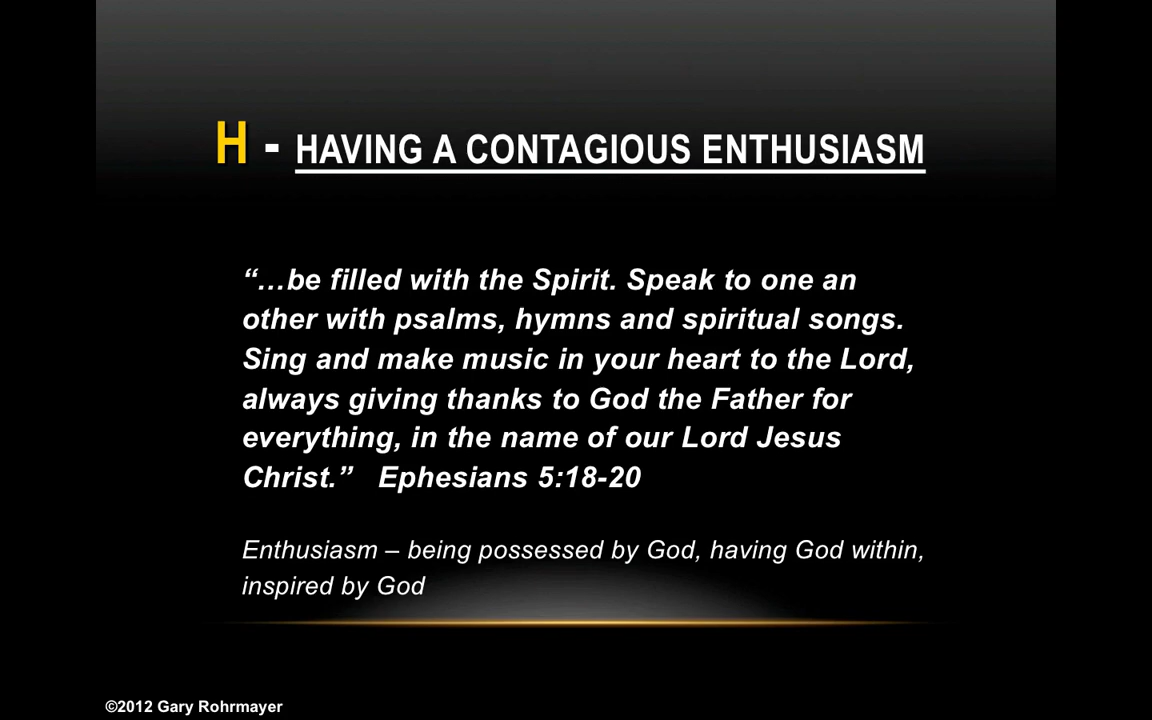 H - HAVING A CONTAGIOUS ENTHUSIASM
“…be filled with the Spirit. Speak to one an
other with psalms, hymns and spiritual songs.
Sing and make music in your heart to the Lord,
always giving thanks to God the Father for
everything, in the name of our Lord Jesus
Christ.” Ephesians 5:18-20
Enthusiasm – being possessed by God, having God within,
inspired by God
©2012 Gary Rohrmayer